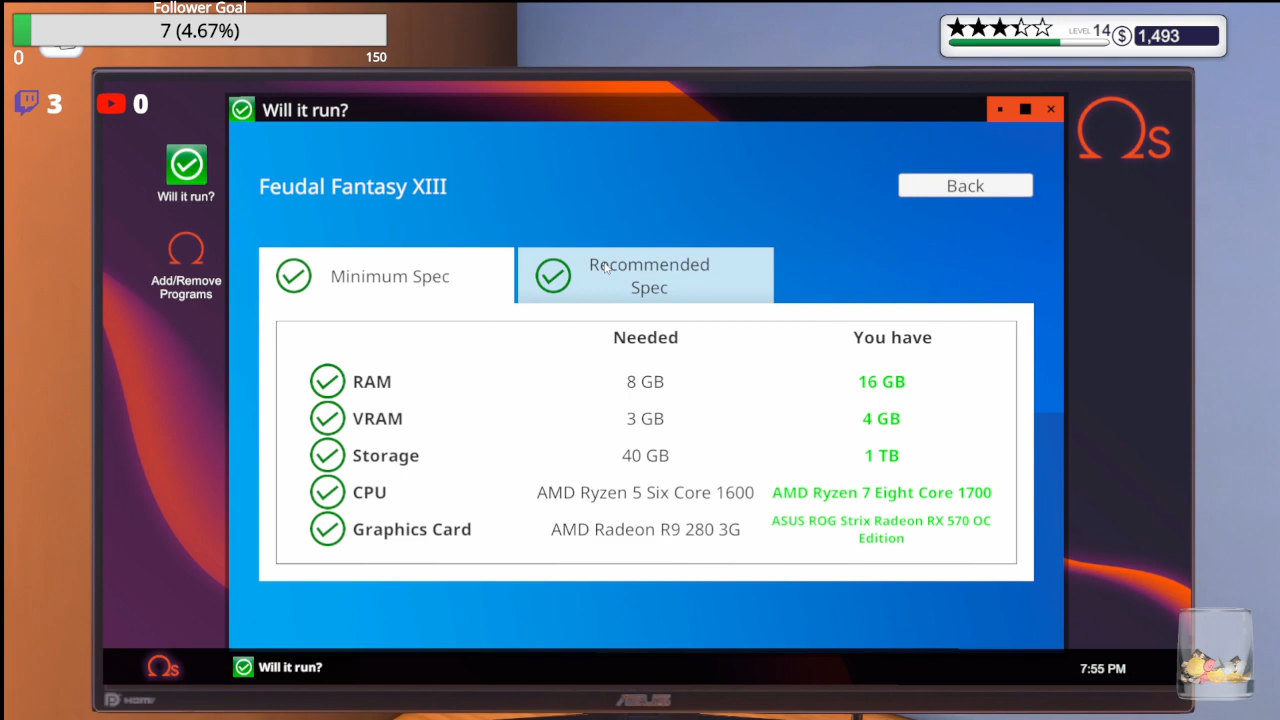 Follower Goal
7 (4.67%)
0
150
LEVEL 14
$
1,493
3
0
Will it run?
Ωs
Will it run?
Add/Remove
Programs
Feudal Fantasy XIII
Back
Minimum Spec
Recommended
Spec
Needed
You have
RAM
8 GB
16 GB
VRAM
3 GB
4 GB
Storage
40 GB
1 TB
CPU
AMD Ryzen 5 Six Core 1600
AMD Ryzen 7 Eight Core 1700
Graphics Card
AMD Radeon R9 280 3G
ASUS ROG Strix Radeon RX 570 OC
Edition
Ωs
Will it run?
7:55 PM
HDMI
ASUS